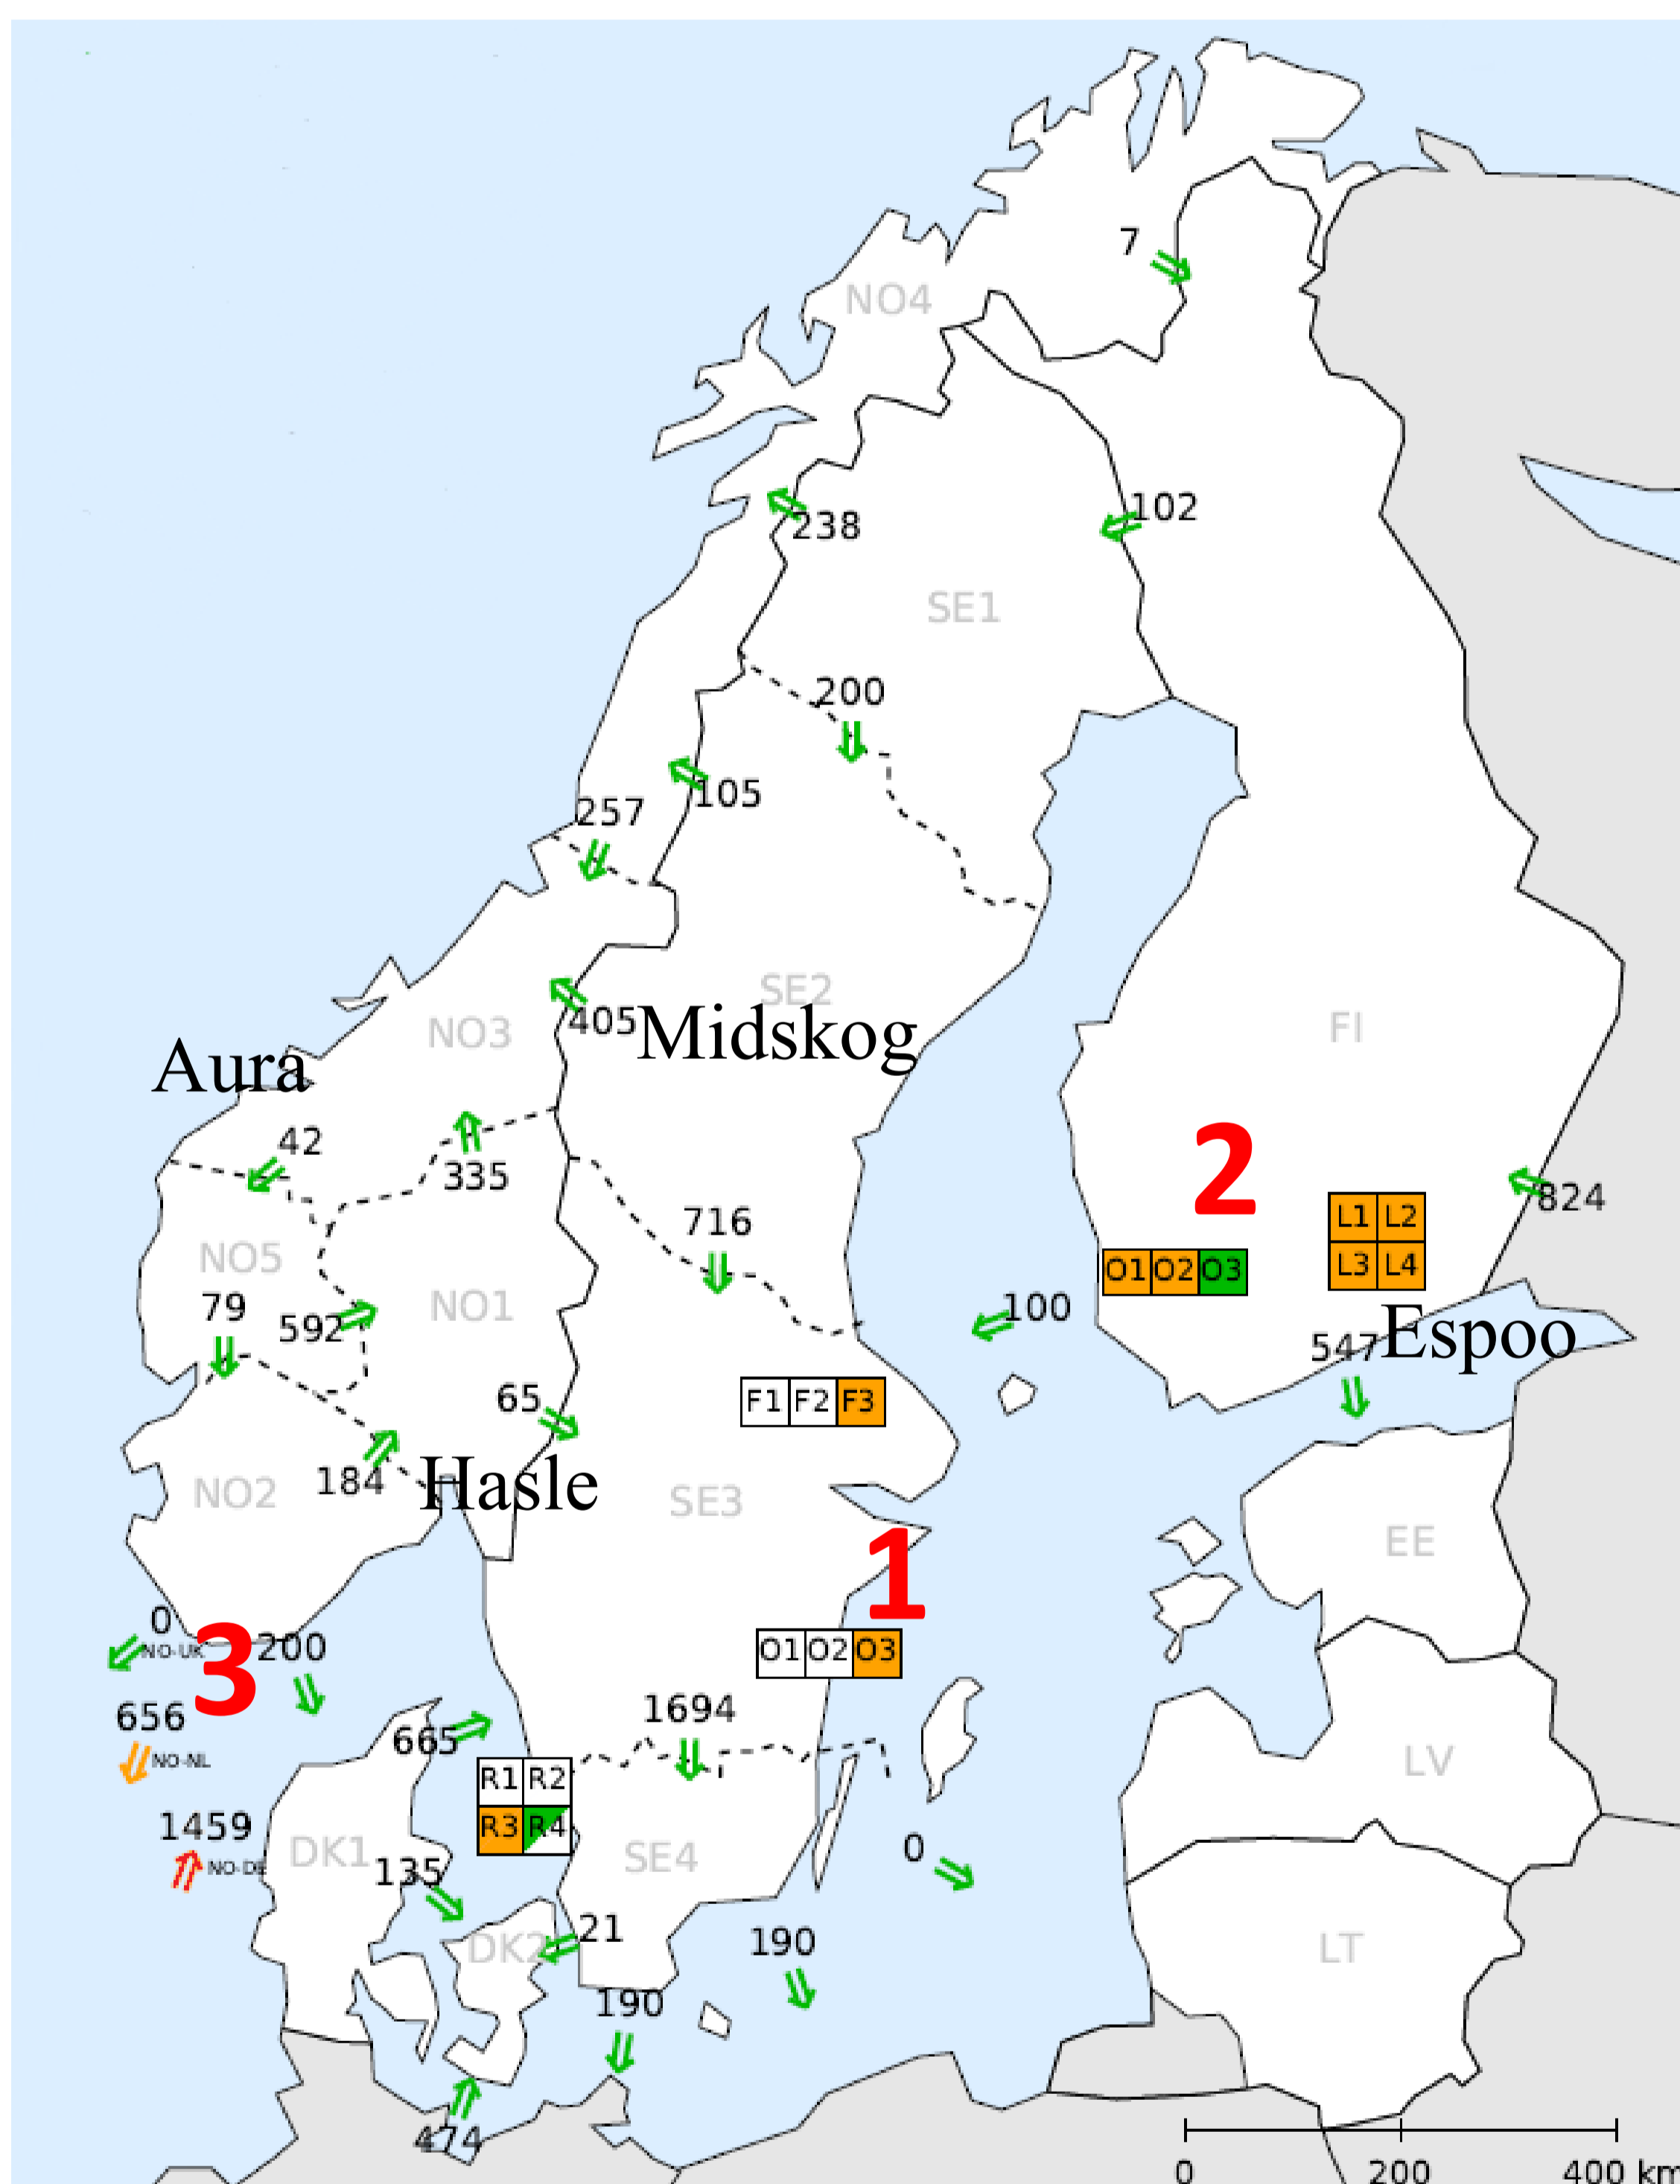 7
NO4
238
102
SE1
200
105
257
SE2
405
Midskog
NO3
FI
Aura
42
335
2
824
L1 L2
L3 L4
O1 O2 O3
716
NO5
NO1
79
592
100
547
Espoo
65
F1 F2 F3
184
Hasle
NO2
SE3
EE
1
0
NO-UK
3
200
O1 O2 O3
656
NO-NL
665
1694
R1 R2
R3 R4
LV
1459
NO-DE
DK1
135
SE4
0
DK2
21
190
LT
190
474
0 200 400 km